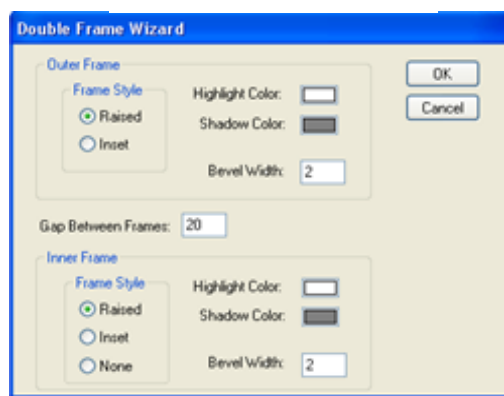 Double Frame Wizard
Outer Frame
Frame Style
Raised
Inset
Highlight Color:
Shadow Color:
Bevel Width: 2
OK
Cancel
Gap Between Frames: 20
Inner Frame
Frame Style
Raised
Inset
None
Highlight Color:
Shadow Color:
Bevel Width: 2